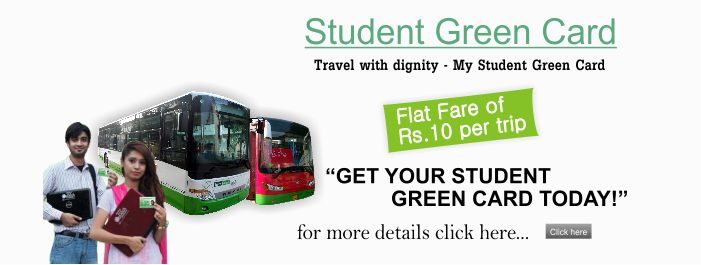 Student Green Card
Travel with dignity - My Student Green Card
Flat Fare of
Rs.10 per trip
“GET YOUR STUDENT
GREEN CARD TODAY!”
for more details click here...
Click here